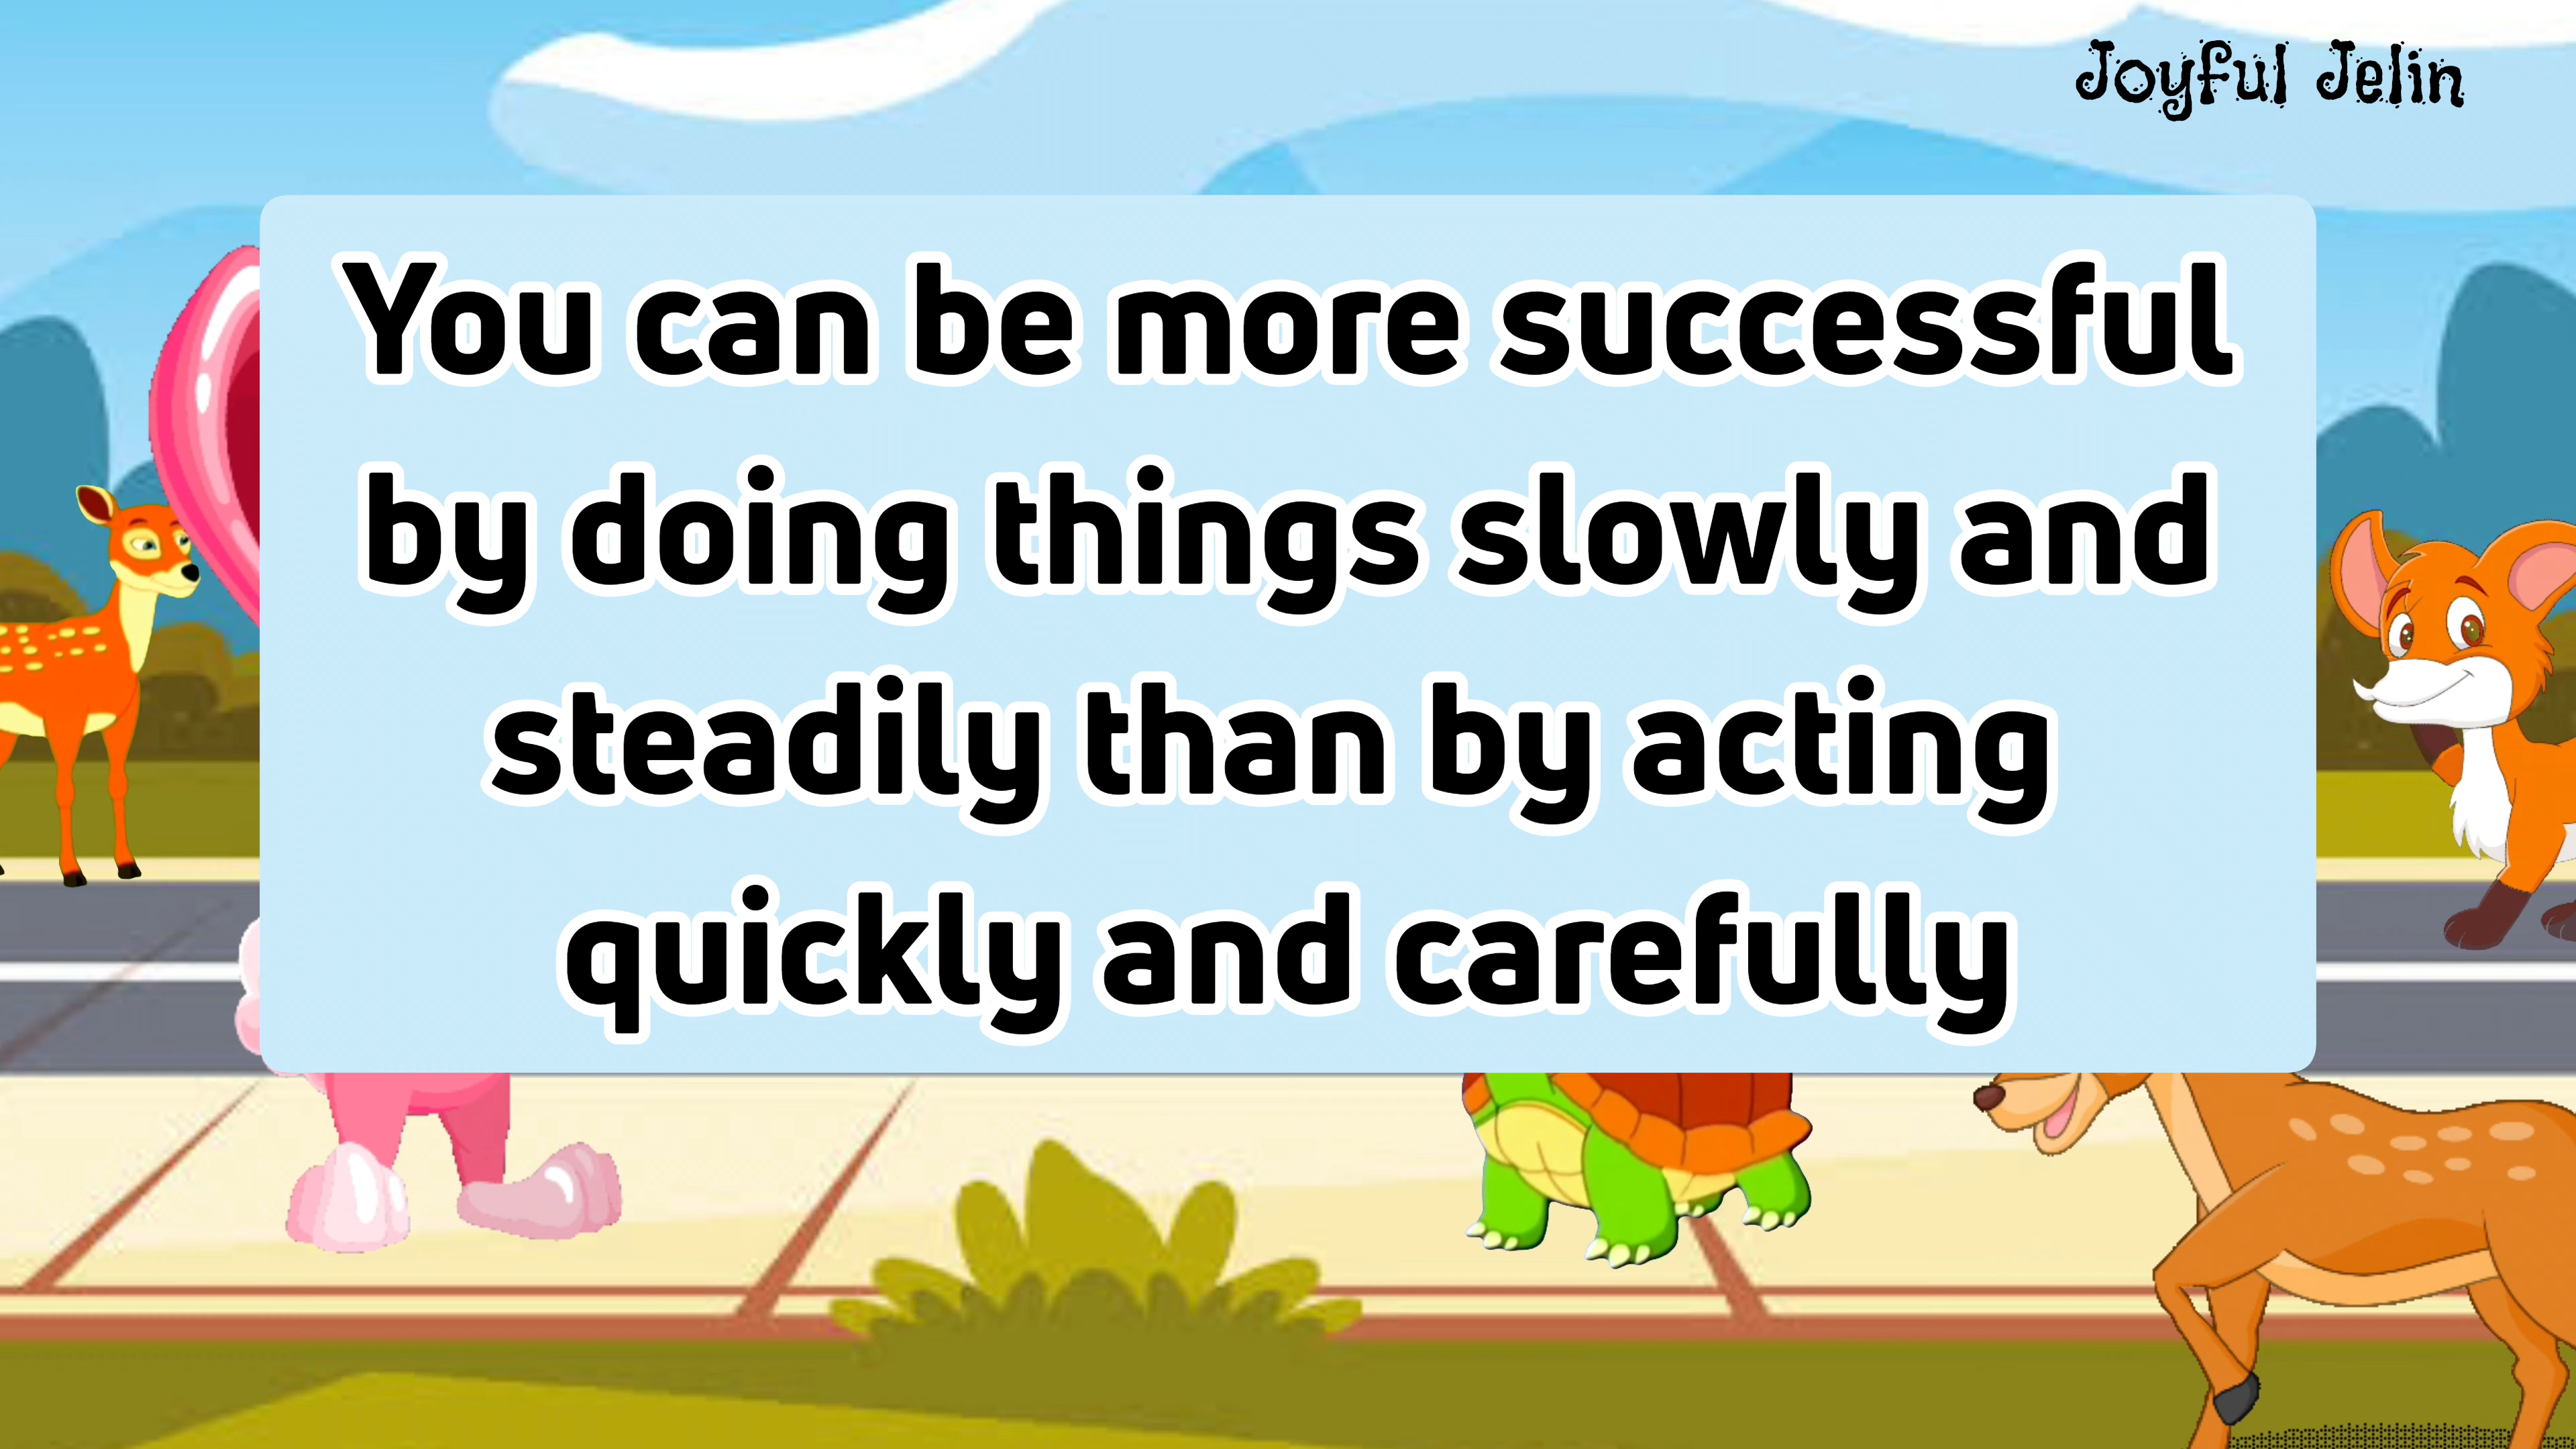 Joyful Jelin
You can be more successful
by doing things slowly and
steadily than by acting
quickly and carefully